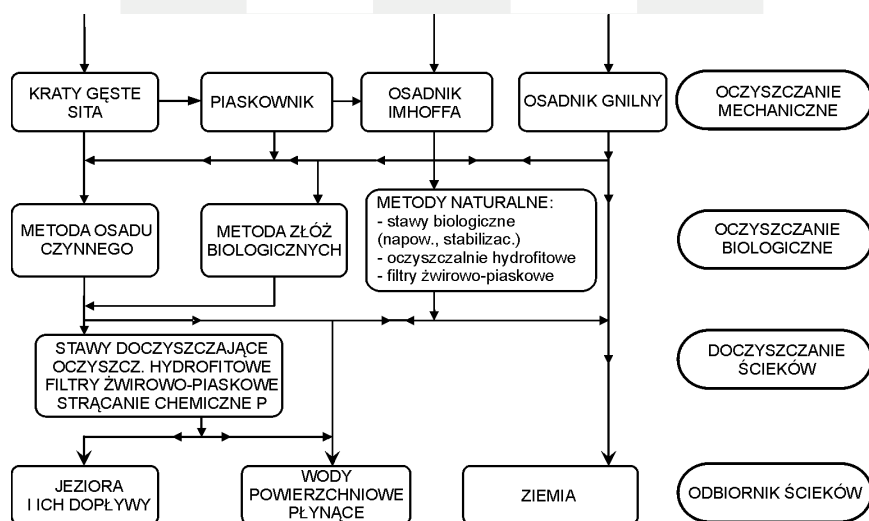 KRATY GĘSTE
SITA
PIASKOWNIK
OSADNIK
IMHOFFA
OSADNIK GNILNY
OCZYSZCZANIE
MECHANICZNE
METODA OSADU
CZYNNEGO
METODA ZŁÓŻ
BIOLOGICZNYCH
METODY NATURALNE:
- stawy biologiczne
(napow., stabilizac.)
- oczyszczalnie hydrofitowe
- filtry żwirowo-piaskowe
OCZYSZCZANIE
BIOLOGICZNE
STAWY DOCZYSZCZAJĄCE
OCZYSZCZ. HYDROFITOWE
FILTRY ŻWIROWO-PIASKOWE
STRĄCANIE CHEMICZNE P
DOCZYSZCZANIE
ŚCIEKÓW
JEZIORA
I ICH DOPŁYWY
WODY
POWIERZCHNIOWE
PŁYNĄCE
ZIEMIA
ODBIORNIK ŚCIEKÓW